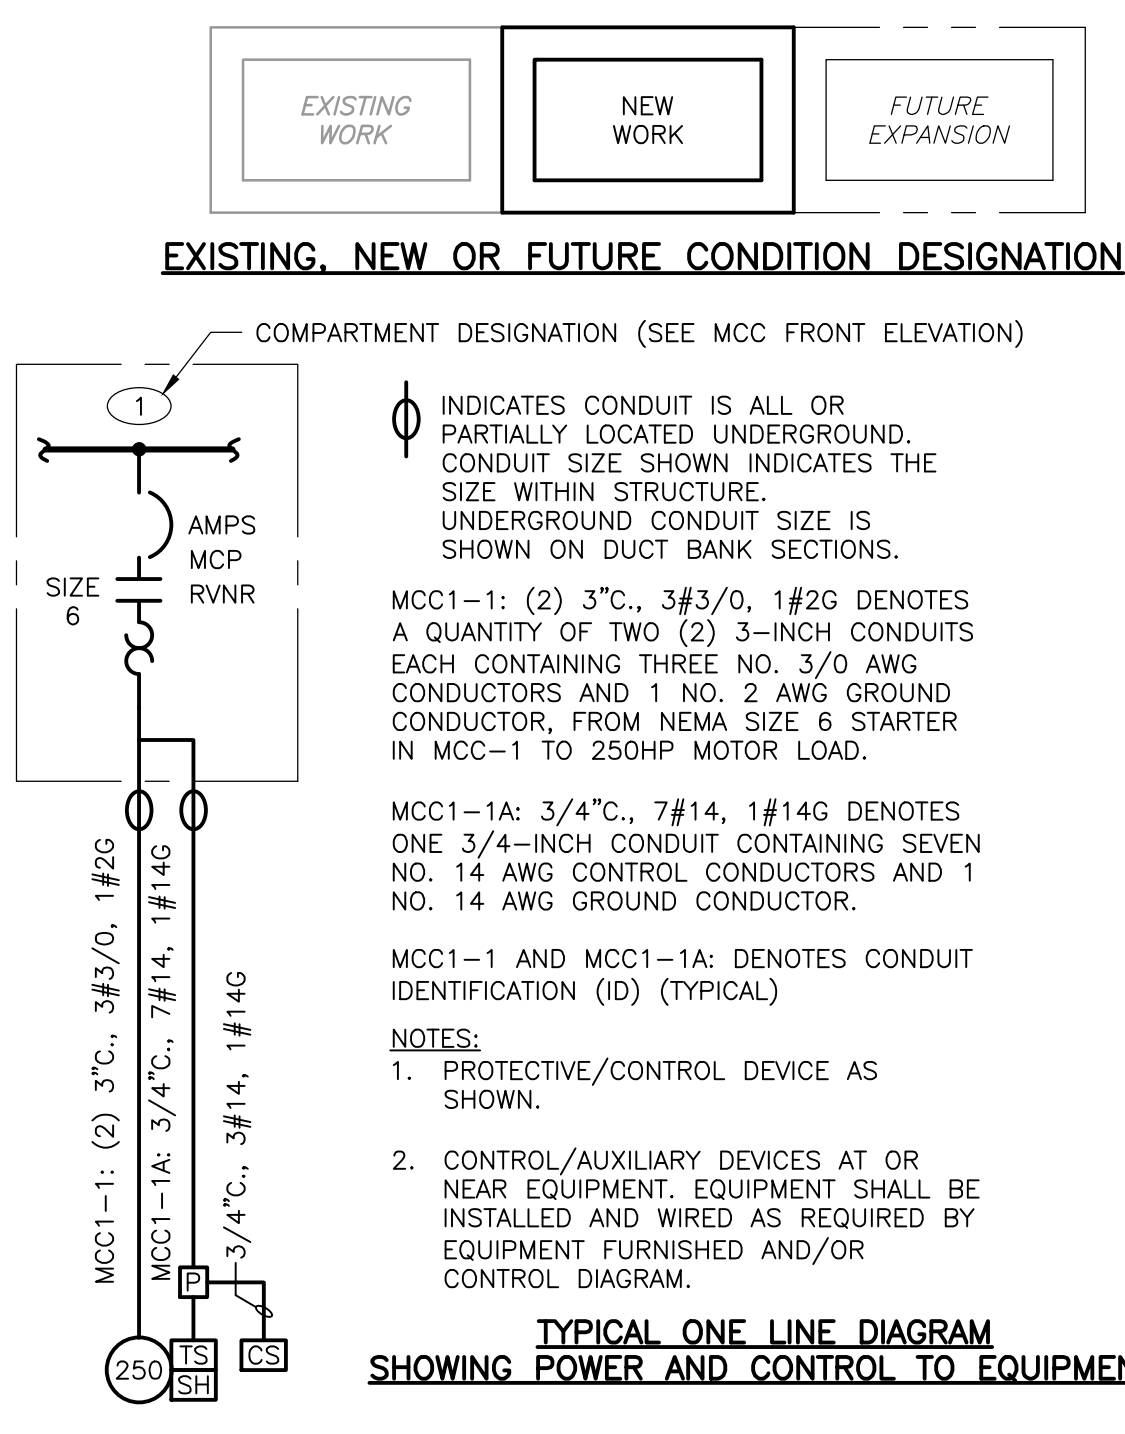 EXISTING
WORK
NEW
WORK
FUTURE
EXPANSION
EXISTING, NEW OR FUTURE CONDITION DESIGNATION
COMPARTMENT DESIGNATION (SEE MCC FRONT ELEVATION)
1
AMPS
MCP
RVNR
SIZE
6
INDICATES CONDUIT IS ALL OR
PARTIALLY LOCATED UNDERGROUND.
CONDUIT SIZE SHOWN INDICATES THE
SIZE WITHIN STRUCTURE.
UNDERGROUND CONDUIT SIZE IS
SHOWN ON DUCT BANK SECTIONS.
MCC1-1: (2) 3"C., 3#3/0, 1#2G DENOTES
A QUANTITY OF TWO (2) 3-INCH CONDUITS
EACH CONTAINING THREE NO. 3/0 AWG
CONDUCTORS AND 1 NO. 2 AWG GROUND
CONDUCTOR, FROM NEMA SIZE 6 STARTER
IN MCC-1 TO 250HP MOTOR LOAD.
MCC1-1A: 3/4"C., 7#14, 1#14G DENOTES
ONE 3/4-INCH CONDUIT CONTAINING SEVEN
NO. 14 AWG CONTROL CONDUCTORS AND 1
NO. 14 AWG GROUND CONDUCTOR.
MCC1-1 AND MCC1-1A: DENOTES CONDUIT
IDENTIFICATION (ID) (TYPICAL)
NOTES:
1. PROTECTIVE/CONTROL DEVICE AS
SHOWN.
2. CONTROL/AUXILIARY DEVICES AT OR
NEAR EQUIPMENT. EQUIPMENT SHALL BE
INSTALLED AND WIRED AS REQUIRED BY
EQUIPMENT FURNISHED AND/OR
CONTROL DIAGRAM.
MCC1-1: (2) 3"C., 3#3/0, 1#2G
MCC1-1A: 3/4"C., 7#14, 1#14G
3/4"C., 3#14, 1#14G
P
250
TS
SH
CS
TYPICAL ONE LINE DIAGRAM
SHOWING POWER AND CONTROL TO EQUIPMEN